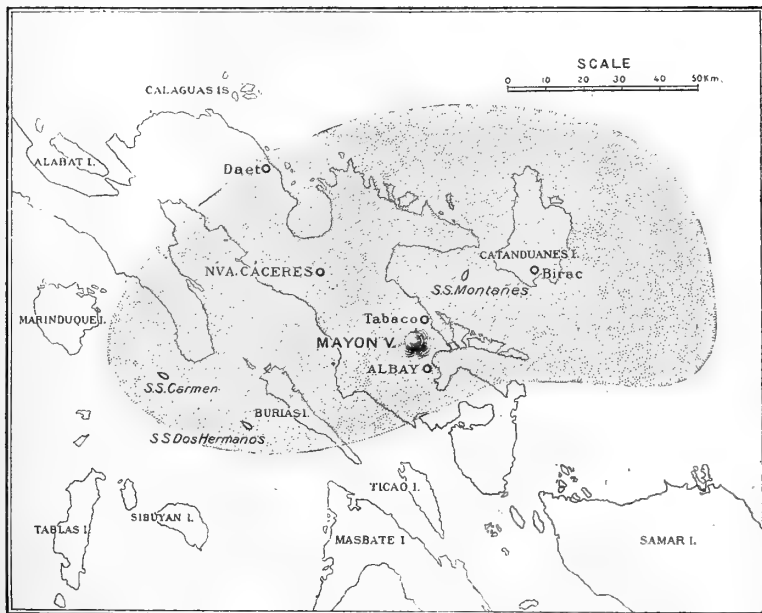 SCALE
0 10 20 30 40 50 Km.
CALAGUAS IS
ALABAT I.
Daet
NVA. CÁCERES
CATANDUANES I.
Birac
S.S. Montañes
MARINDUQUE I.
Tabaco
MAYON V.
ALBAY
S.S. Carmen
BURIAS I.
S.S Dos Hermanos
TICAO I.
TABLAS I.
SIBUYAN I.
MASBATE I
SAMAR I.